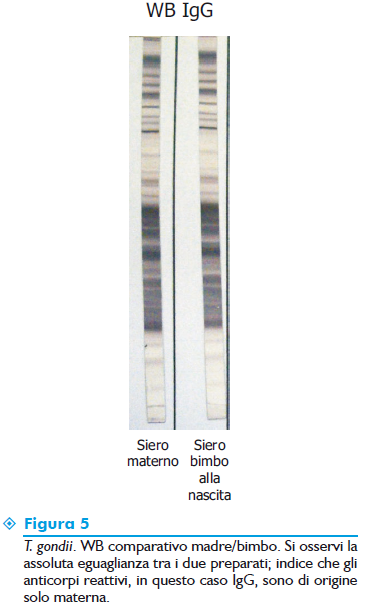 WB IgG
Siero materno
Siero bimbo alla nascita
Figura 5
T. gondii. WB comparativo madre/bimbo. Si osservi la
assoluta eguaglianza tra i due preparati; indice che gli
anticorpi reattivi, in questo caso IgG, sono di origine
solo materna.